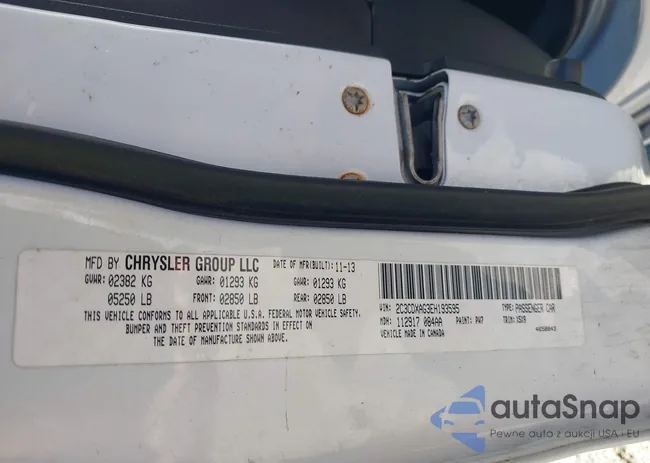 MFD BY CHRYSLER GROUP LLC DATE OF MFR(BUILT): 11-13
GVWR: 02382 KG GAWR: 01293 KG GAWR: 01293 KG
05250 LB FRONT: 02850 LB REAR: 02850 LB
THIS VEHICLE CONFORMS TO ALL APPLICABLE U.S.A. FEDERAL MOTOR VEHICLE SAFETY,
BUMPER AND THEFT PREVENTION STANDARDS IN EFFECT ON
THE DATE OF MANUFACTURE SHOWN ABOVE.
VIN: 2C3CDXAG3EH193595 TYPE: PASSENGER CAR
MDH: 112917 084AA PAINT: PW7 TRIM: X5X9
VEHICLE MADE IN CANADA
autoSnap
Pewne auto z aukcji USA i EU